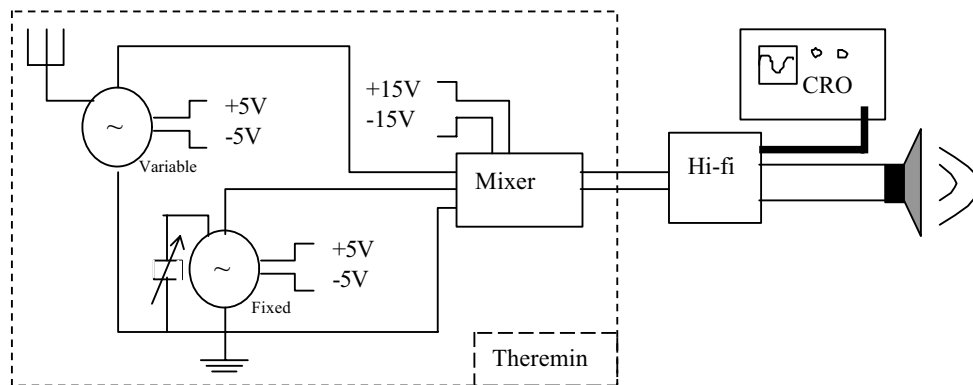 +5V
-5V
~
Variable
+15V
-15V
Mixer
Hi-fi
CRO
~
+5V
-5V
Fixed
Theremin